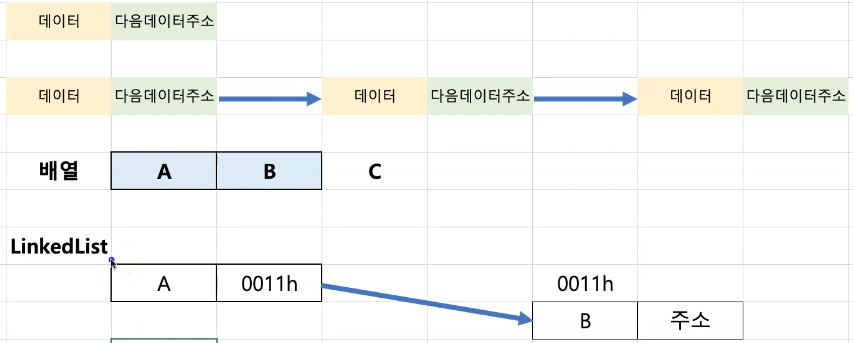 데이터 다음데이터주소
데이터 다음데이터주소 데이터 다음데이터주소 데이터 다음데이터주소
배열 A B C
LinkedList
A 0011h 0011h
B 주소